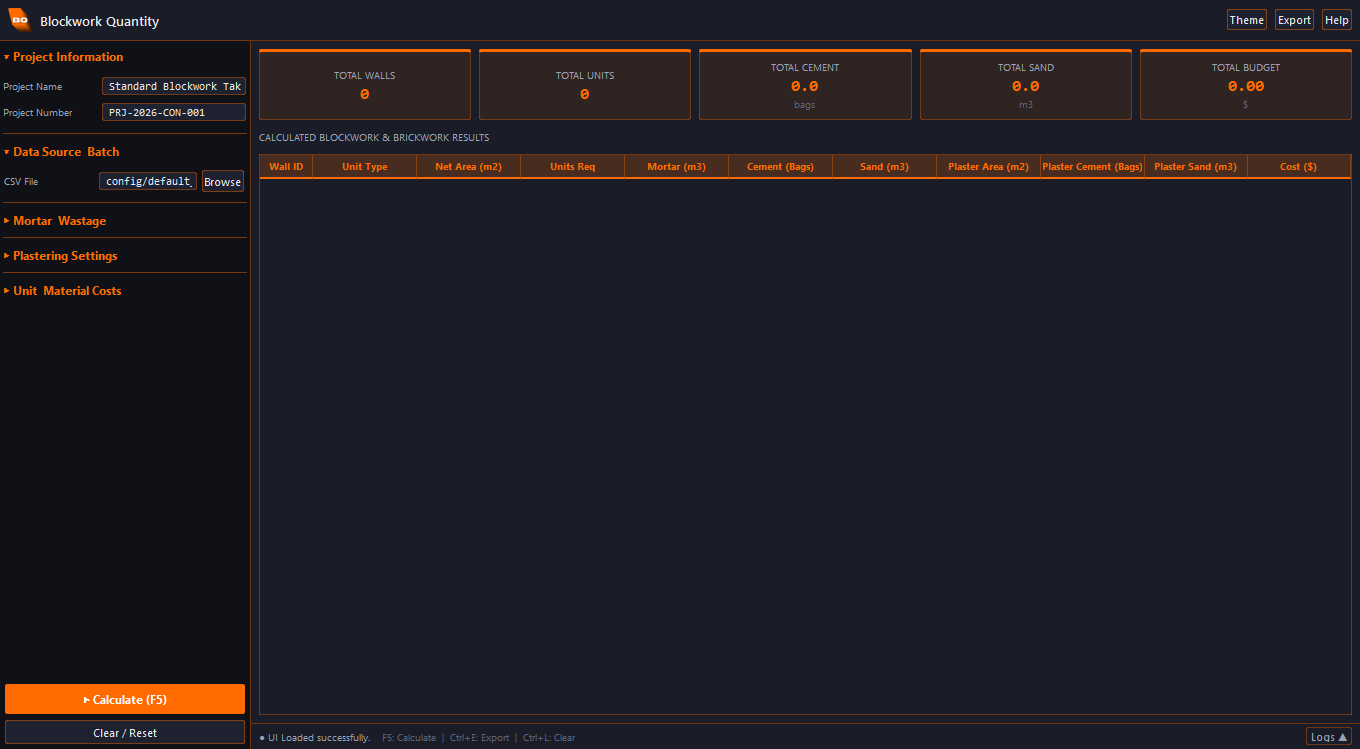 BQ Blockwork Quantity
Theme Export Help
▾ Project Information
Project Name Standard Blockwork Tak
Project Number PRJ-2026-CON-001
▾ Data Source Batch
CSV File config/default_ Browse
▸ Mortar Wastage
▸ Plastering Settings
▸ Unit Material Costs
▸ Calculate (F5)
Clear / Reset
TOTAL WALLS
0
TOTAL UNITS
0
TOTAL CEMENT
0.0
bags
TOTAL SAND
0.0
m3
TOTAL BUDGET
0.00
$
CALCULATED BLOCKWORK & BRICKWORK RESULTS
Wall ID Unit Type Net Area (m2) Units Req Mortar (m3) Cement (Bags) Sand (m3) Plaster Area (m2) Plaster Cement (Bags) Plaster Sand (m3) Cost ($)
● UI Loaded successfully. F5: Calculate | Ctrl+E: Export | Ctrl+L: Clear
Logs ▲